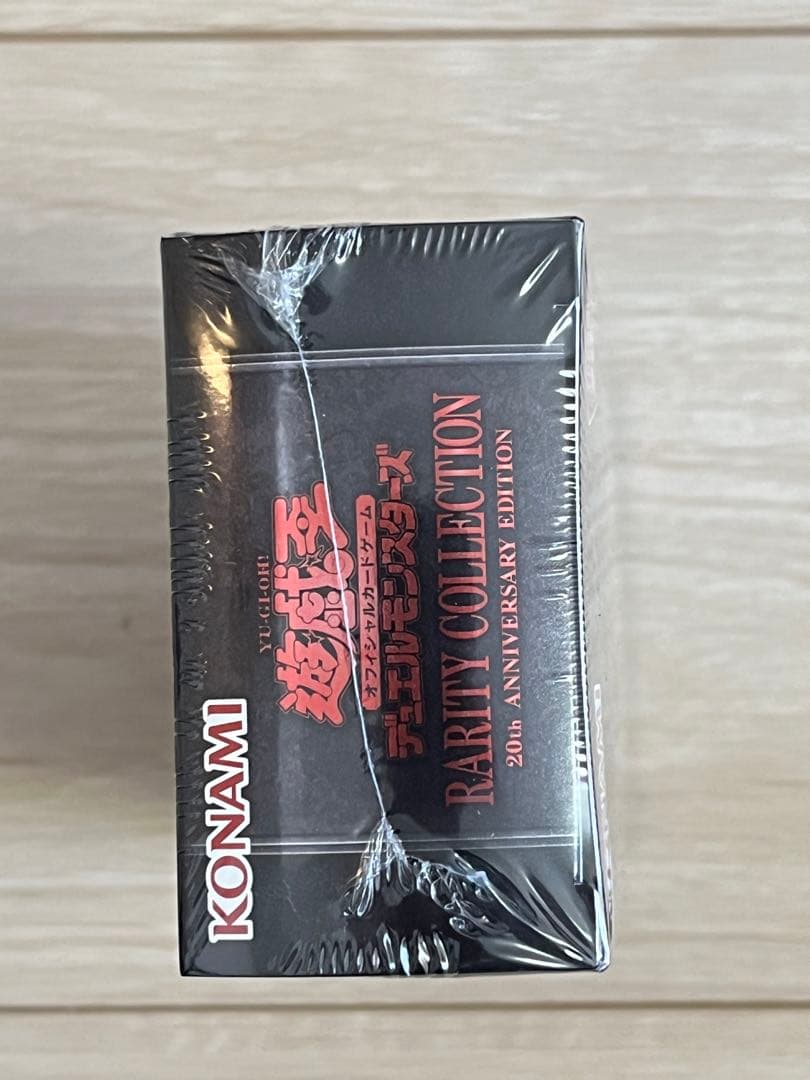 KONAMI
YU-GI-OH!
遊戯王
オフィシャルカードゲーム
デュエルモンスターズ
RARITY COLLECTION
20th ANNIVERSARY EDITION